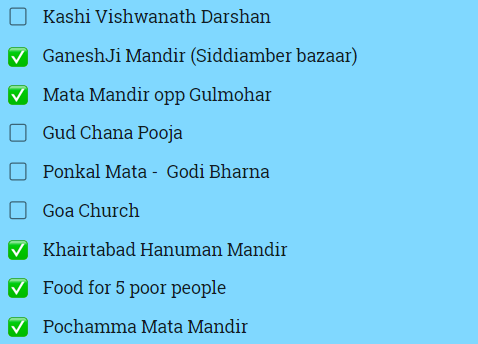 Kashi Vishwanath Darshan
GaneshJi Mandir (Siddiamber bazaar)
Mata Mandir opp Gulmohar
Gud Chana Pooja
Ponkal Mata -  Godi Bharna
Goa Church
Khairtabad Hanuman Mandir
Food for 5 poor people
Pochamma Mata Mandir